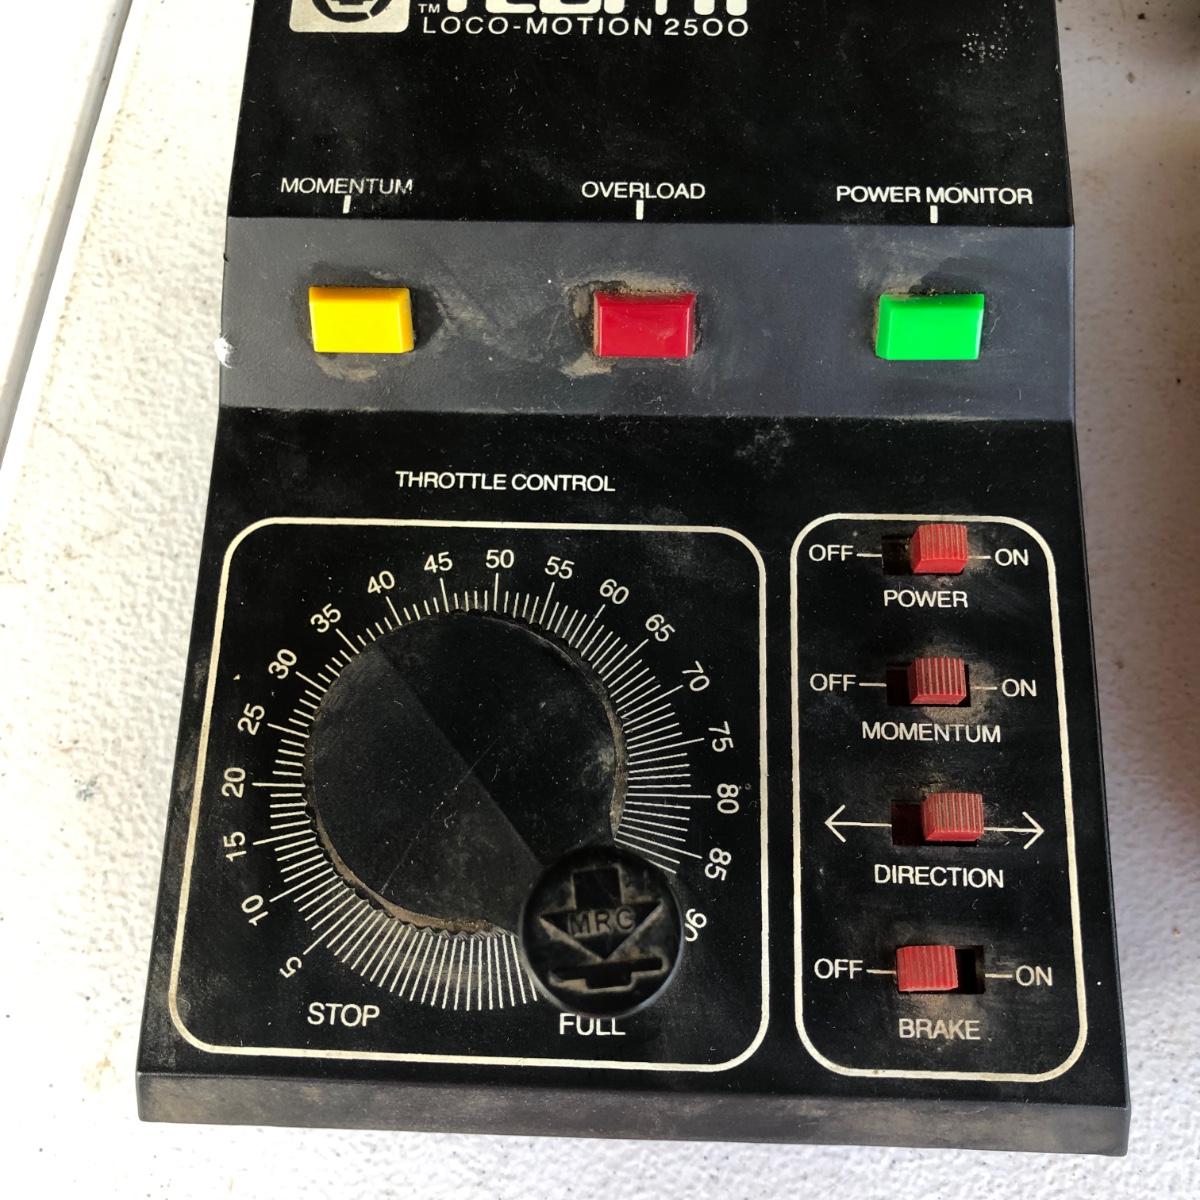 TM
LOCO-MOTION 2500
MOMENTUM OVERLOAD POWER MONITOR
THROTTLE CONTROL
5 10 15 20 25 30 35 40 45 50 55 60 65 70 75 80 85 90
STOP FULL
MRC
OFF ON
POWER
OFF ON
MOMENTUM
DIRECTION
OFF ON
BRAKE